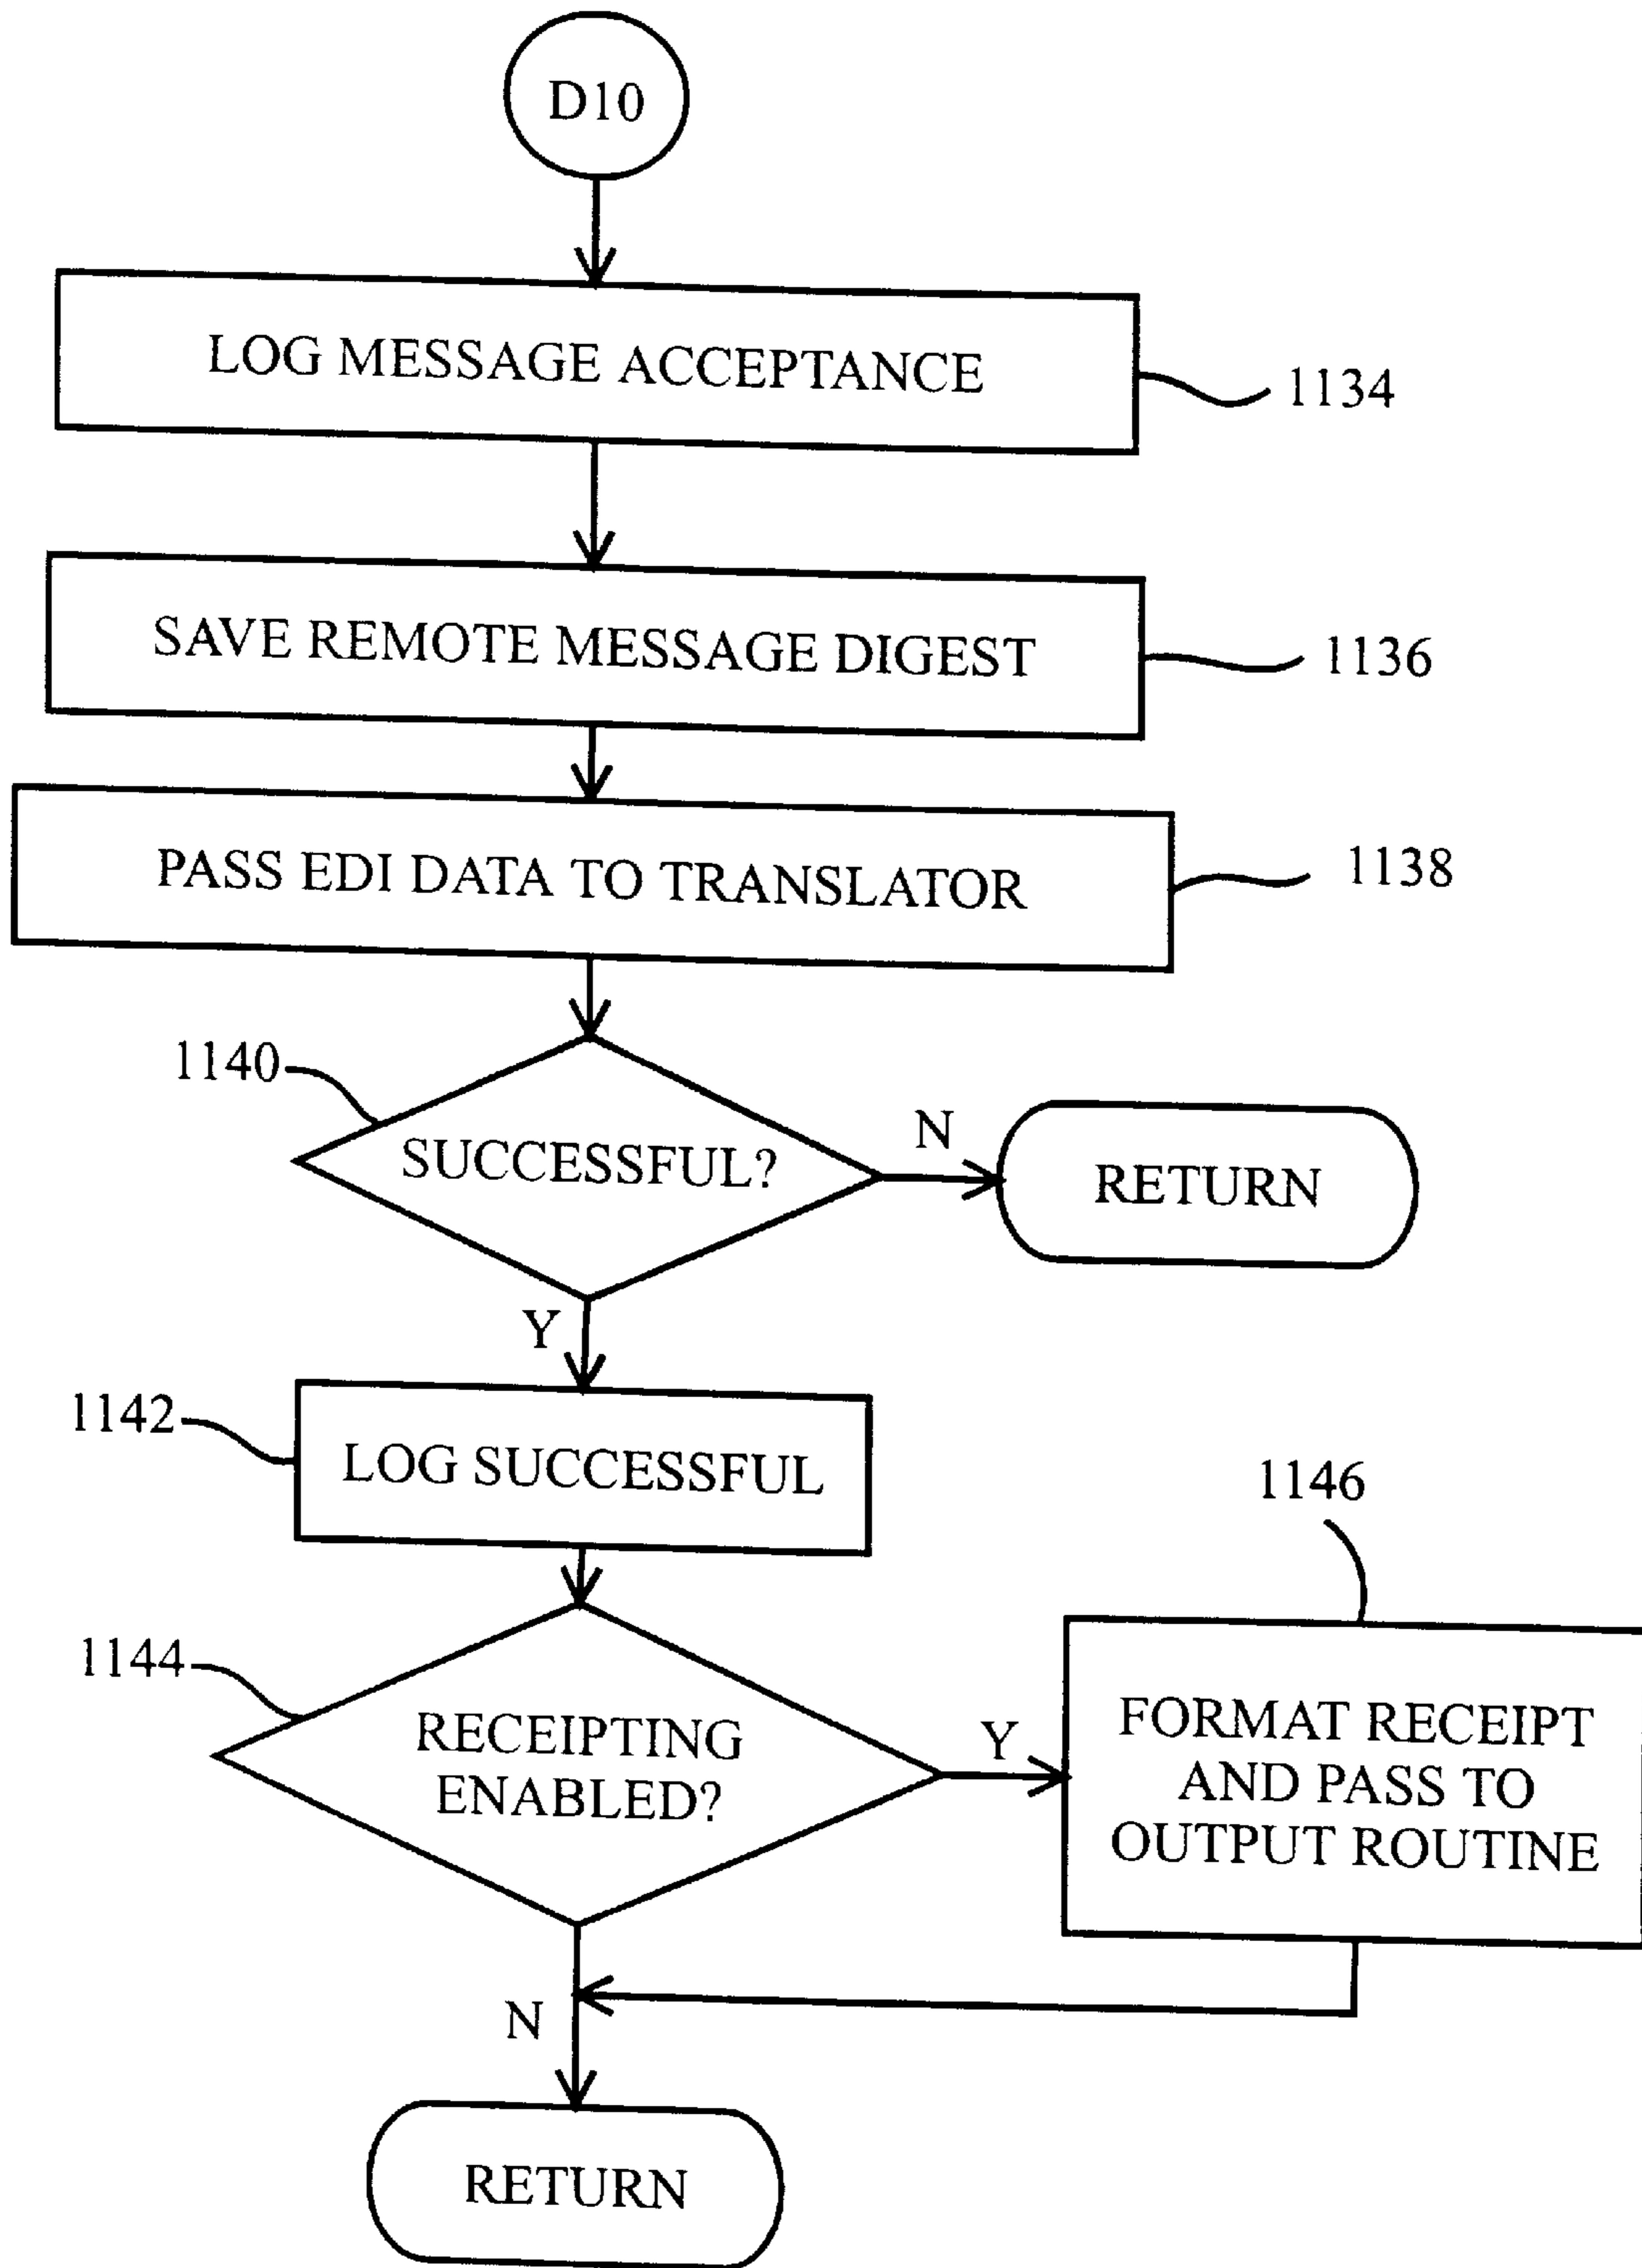 D10
LOG MESSAGE ACCEPTANCE
1134
SAVE REMOTE MESSAGE DIGEST
1136
PASS EDI DATA TO TRANSLATOR
1138
1140
SUCCESSFUL?
N
RETURN
Y
1142
LOG SUCCESSFUL
1146
1144
RECEIPTING
ENABLED?
Y
FORMAT RECEIPT
AND PASS TO
OUTPUT ROUTINE
N
RETURN